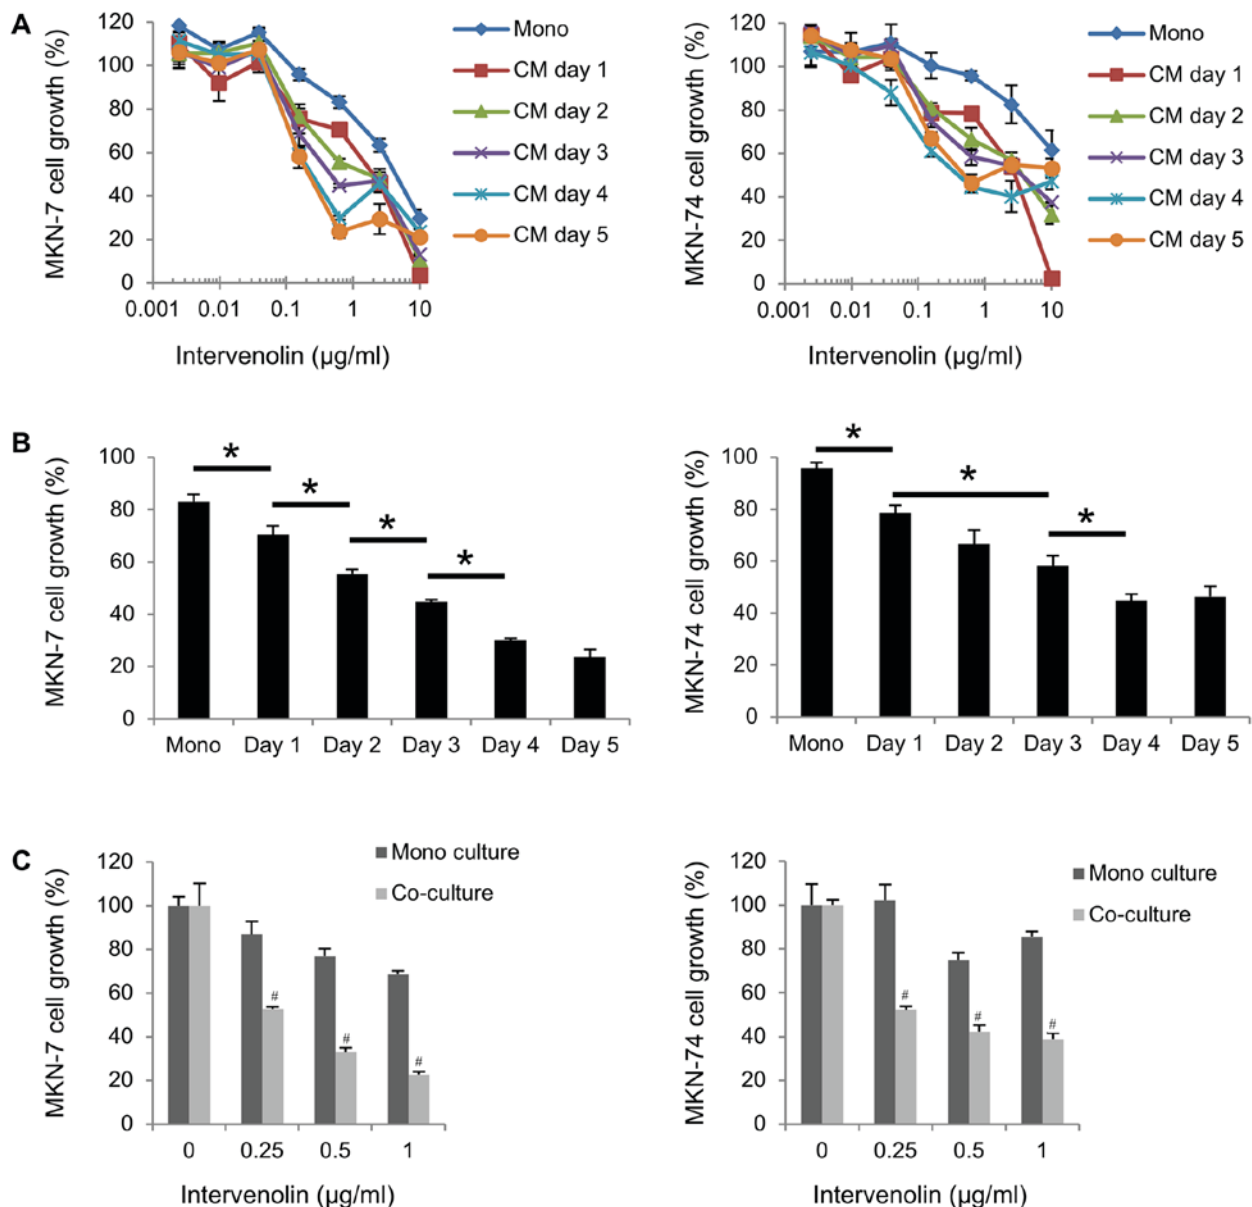 A
MKN-7 cell growth (%)
120
100
80
60
40
20
0
0.001
0.01
0.1
1
10
Intervenolin (µg/ml)
Mono
CM day 1
CM day 2
CM day 3
CM day 4
CM day 5
MKN-74 cell growth (%)
120
100
80
60
40
20
0
0.001
0.01
0.1
1
10
Intervenolin (µg/ml)
Mono
CM day 1
CM day 2
CM day 3
CM day 4
CM day 5
B
MKN-7 cell growth (%)
100
80
60
40
20
0
*
*
*
*
Mono
Day 1
Day 2
Day 3
Day 4
Day 5
MKN-74 cell growth (%)
100
80
60
40
20
0
*
*
*
Mono
Day 1
Day 2
Day 3
Day 4
Day 5
C
MKN-7 cell growth (%)
120
100
80
60
40
20
0
Mono culture
Co-culture
#
#
#
0
0.25
0.5
1
Intervenolin (µg/ml)
MKN-74 cell growth (%)
120
100
80
60
40
20
0
Mono culture
Co-culture
#
#
#
0
0.25
0.5
1
Intervenolin (µg/ml)